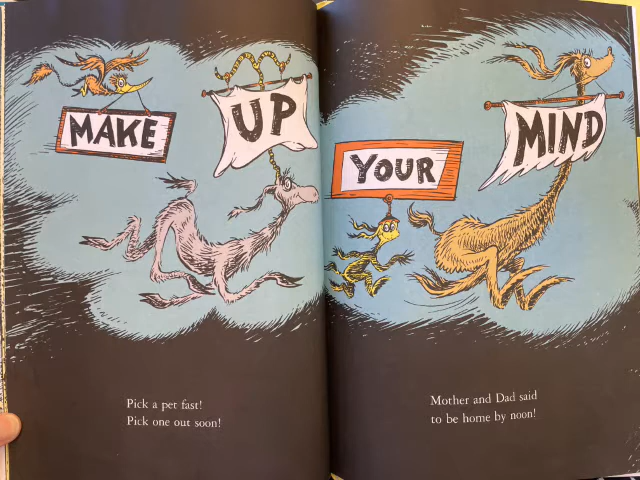 MAKE
UP
YOUR
MIND
Pick a pet fast!
Pick one out soon!
Mother and Dad said
to be home by noon!